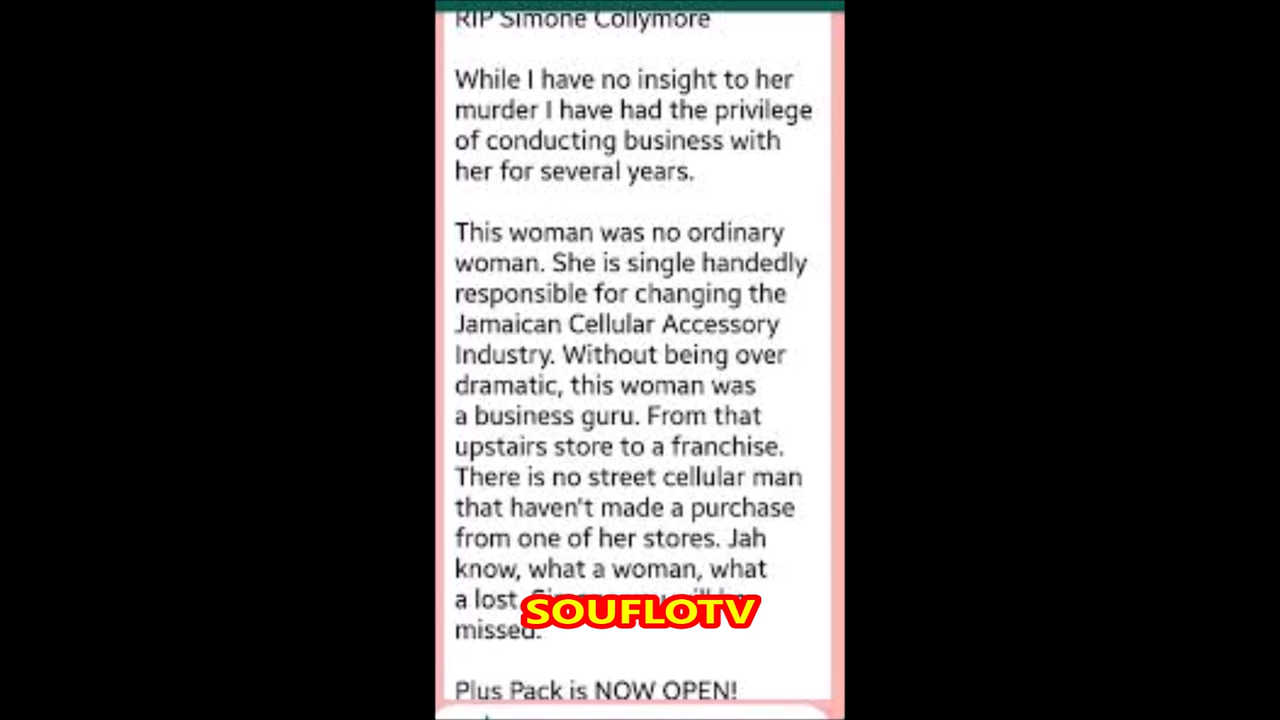 RIP Simone Collymore
While I have no insight to her
murder I have had the privilege
of conducting business with
her for several years.
This woman was no ordinary
woman. She is single handedly
responsible for changing the
Jamaican Cellular Accessory
Industry. Without being over
dramatic, this woman was
a business guru. From that
upstairs store to a franchise.
There is no street cellular man
that haven't made a purchase
from one of her stores. Jah
know, what a woman, what
a lost.
SOUFLOTV
missed.
Plus Pack is NOW OPEN!